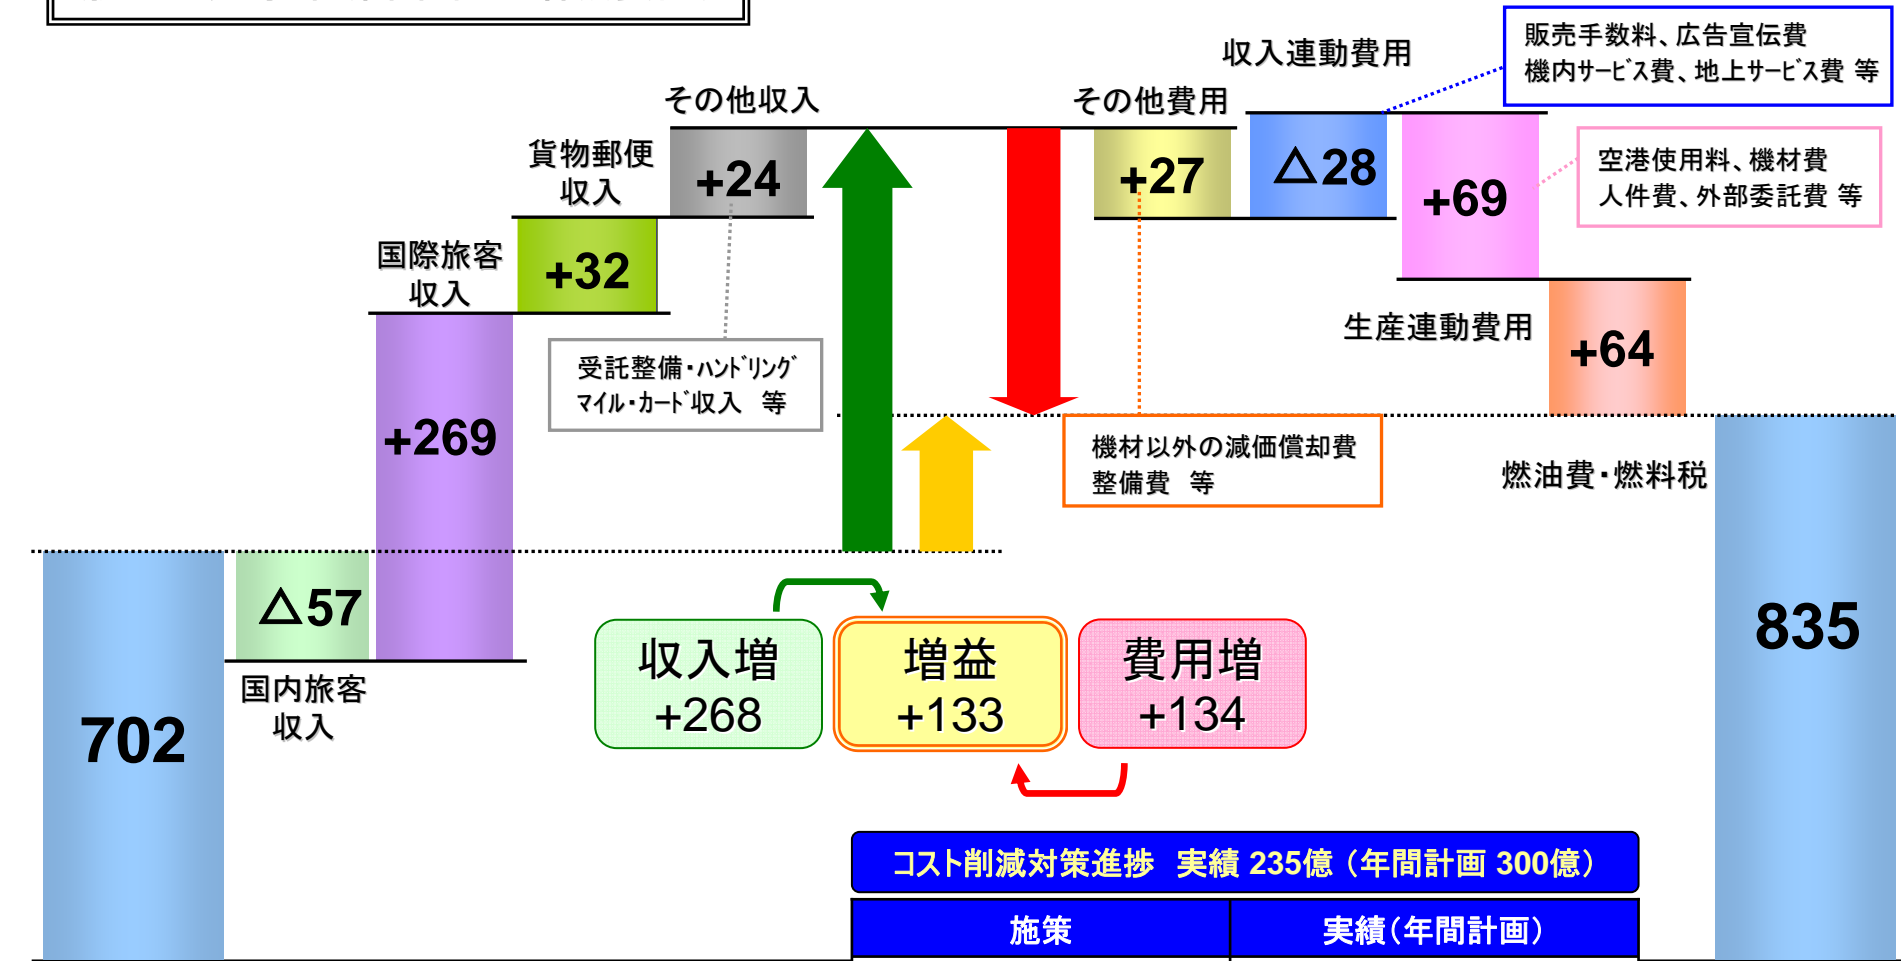 収入連動費用
販売手数料、広告宣伝費
機内サービス費、地上サービス費 等
その他収入
その他費用
貨物郵便
収入
+24
+27
△28
+69
空港使用料、機材費
人件費、外部委託費 等
国際旅客
収入
+32
生産連動費用
+64
受託整備・ハンドリング
マイル・カード収入 等
+269
機材以外の減価償却費
整備費 等
燃油費・燃料税
△57
国内旅客
収入
702
835
収入増
+268
増益
+133
費用増
+134
コスト削減対策進捗 実績 235億（年間計画 300億）
施策
実績（年間計画）